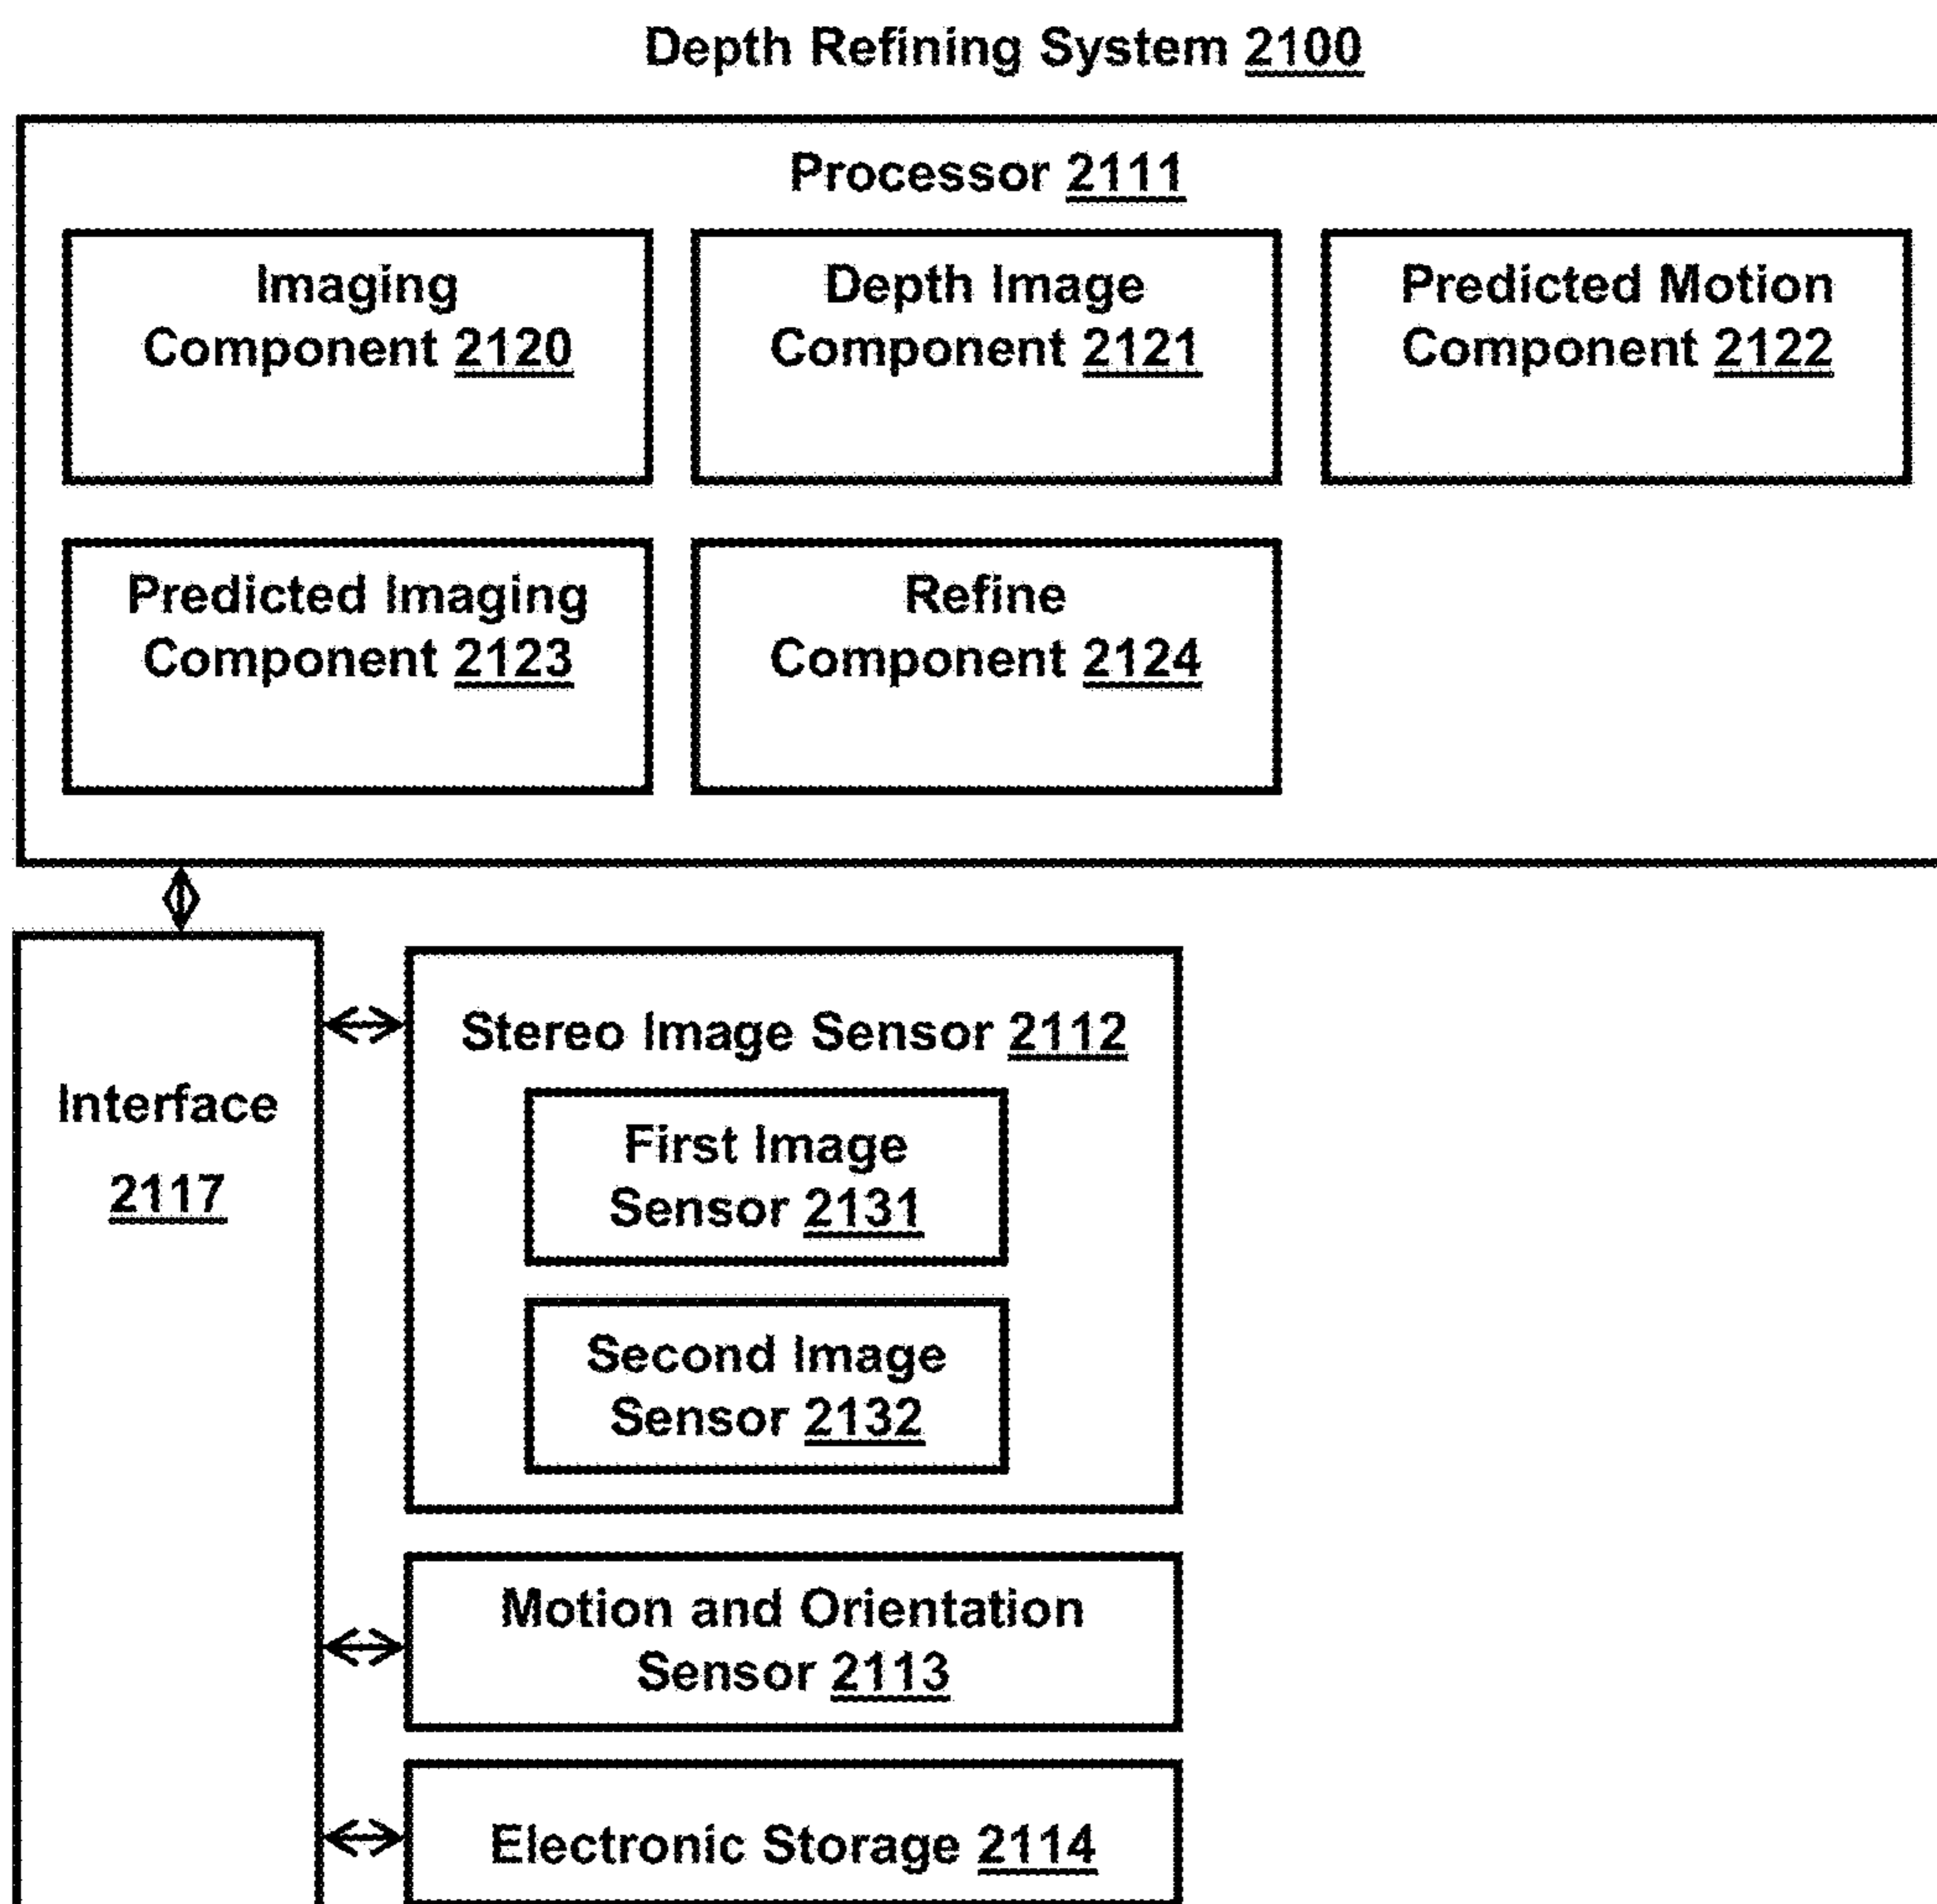 Depth Refining System 2100
Processor 2111
Imaging
Component 2120
Depth Image
Component 2121
Predicted Motion
Component 2122
Predicted Imaging
Component 2123
Refine
Component 2124
Interface
2117
Stereo Image Sensor 2112
First Image
Sensor 2131
Second Image
Sensor 2132
Motion and Orientation
Sensor 2113
Electronic Storage 2114